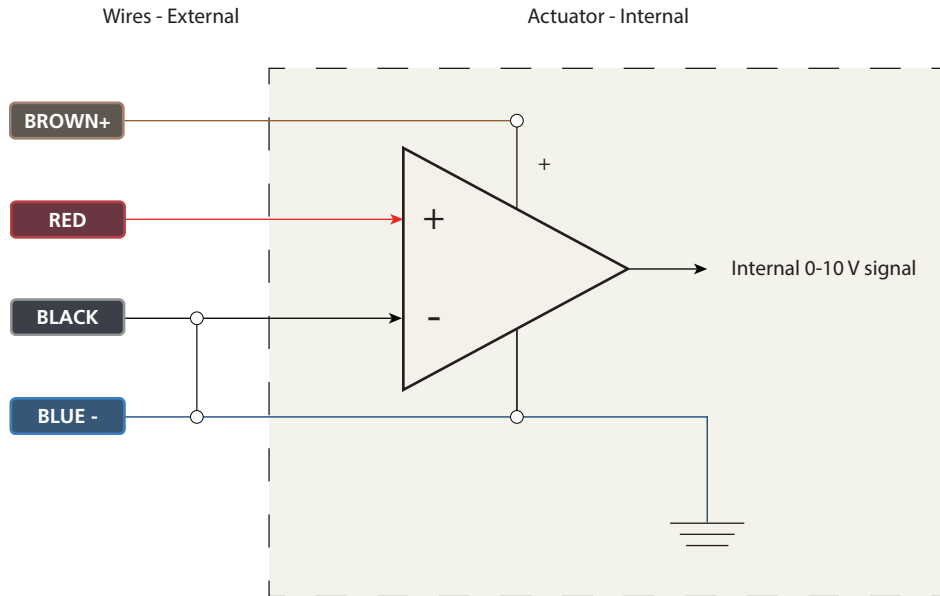 Wires - External
Actuator - Internal
BROWN+
+
RED
+
Internal 0-10 V signal
BLACK
-
BLUE -